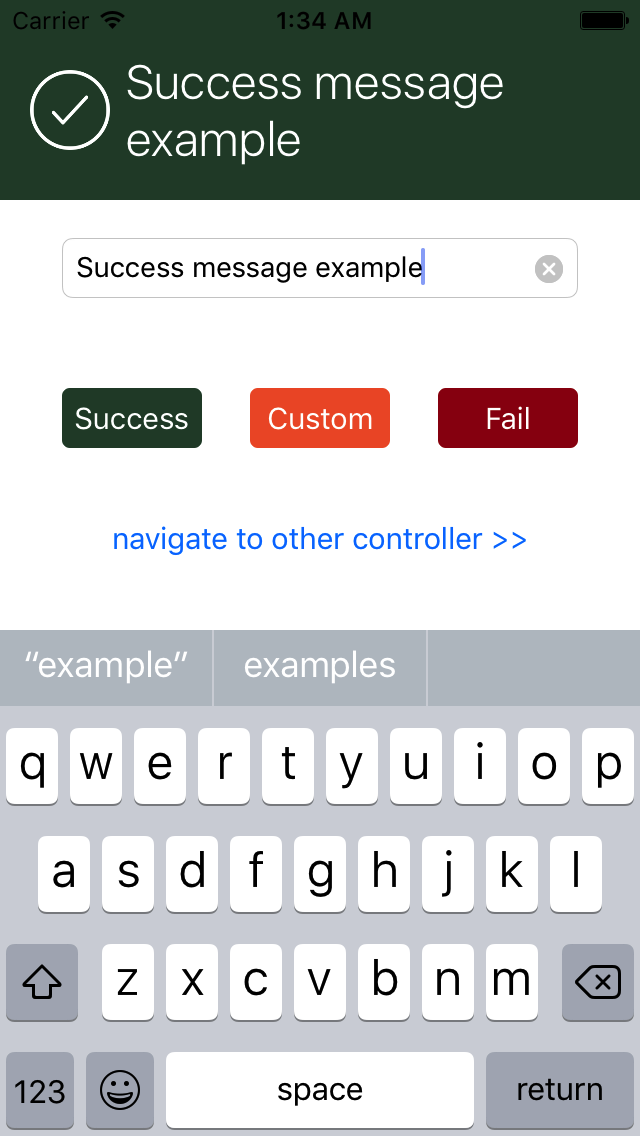 Carrier 1:34 AM
Success message
example
Success message example
Success Custom Fail
navigate to other controller >>
“example” examples
q w e r t y u i o p
a s d f g h j k l
z x c v b n m
123 space return